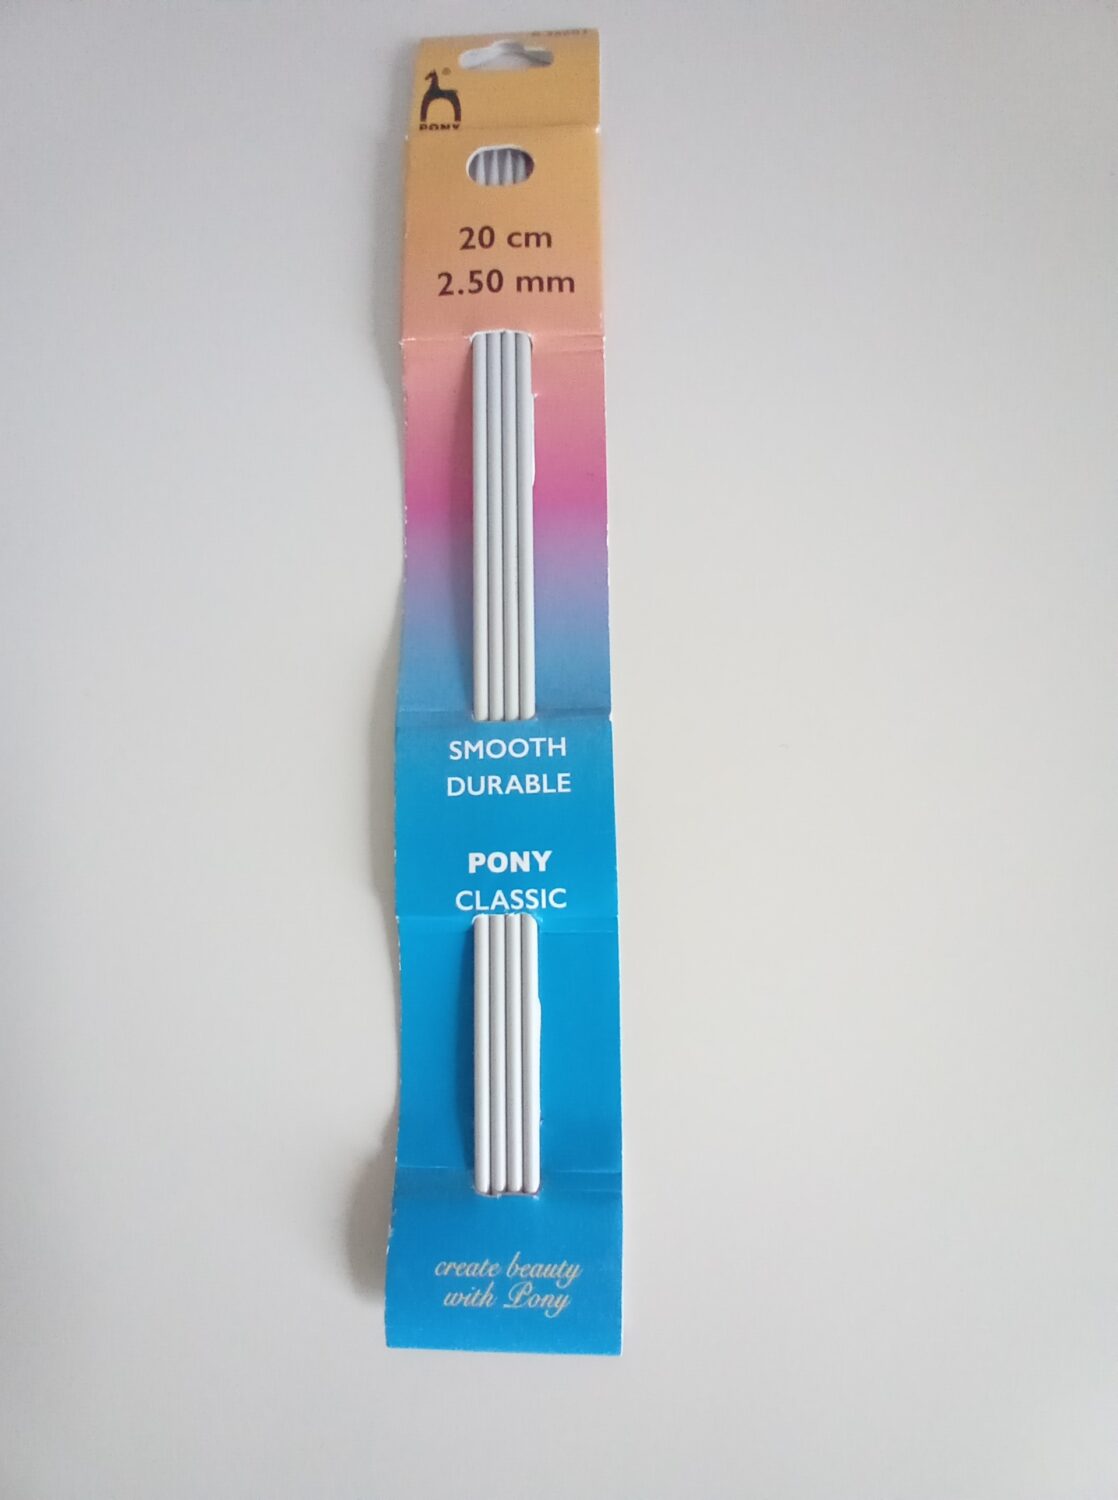 PONY
20 cm
2.50 mm
SMOOTH
DURABLE
PONY
CLASSIC
create beauty
with Pony